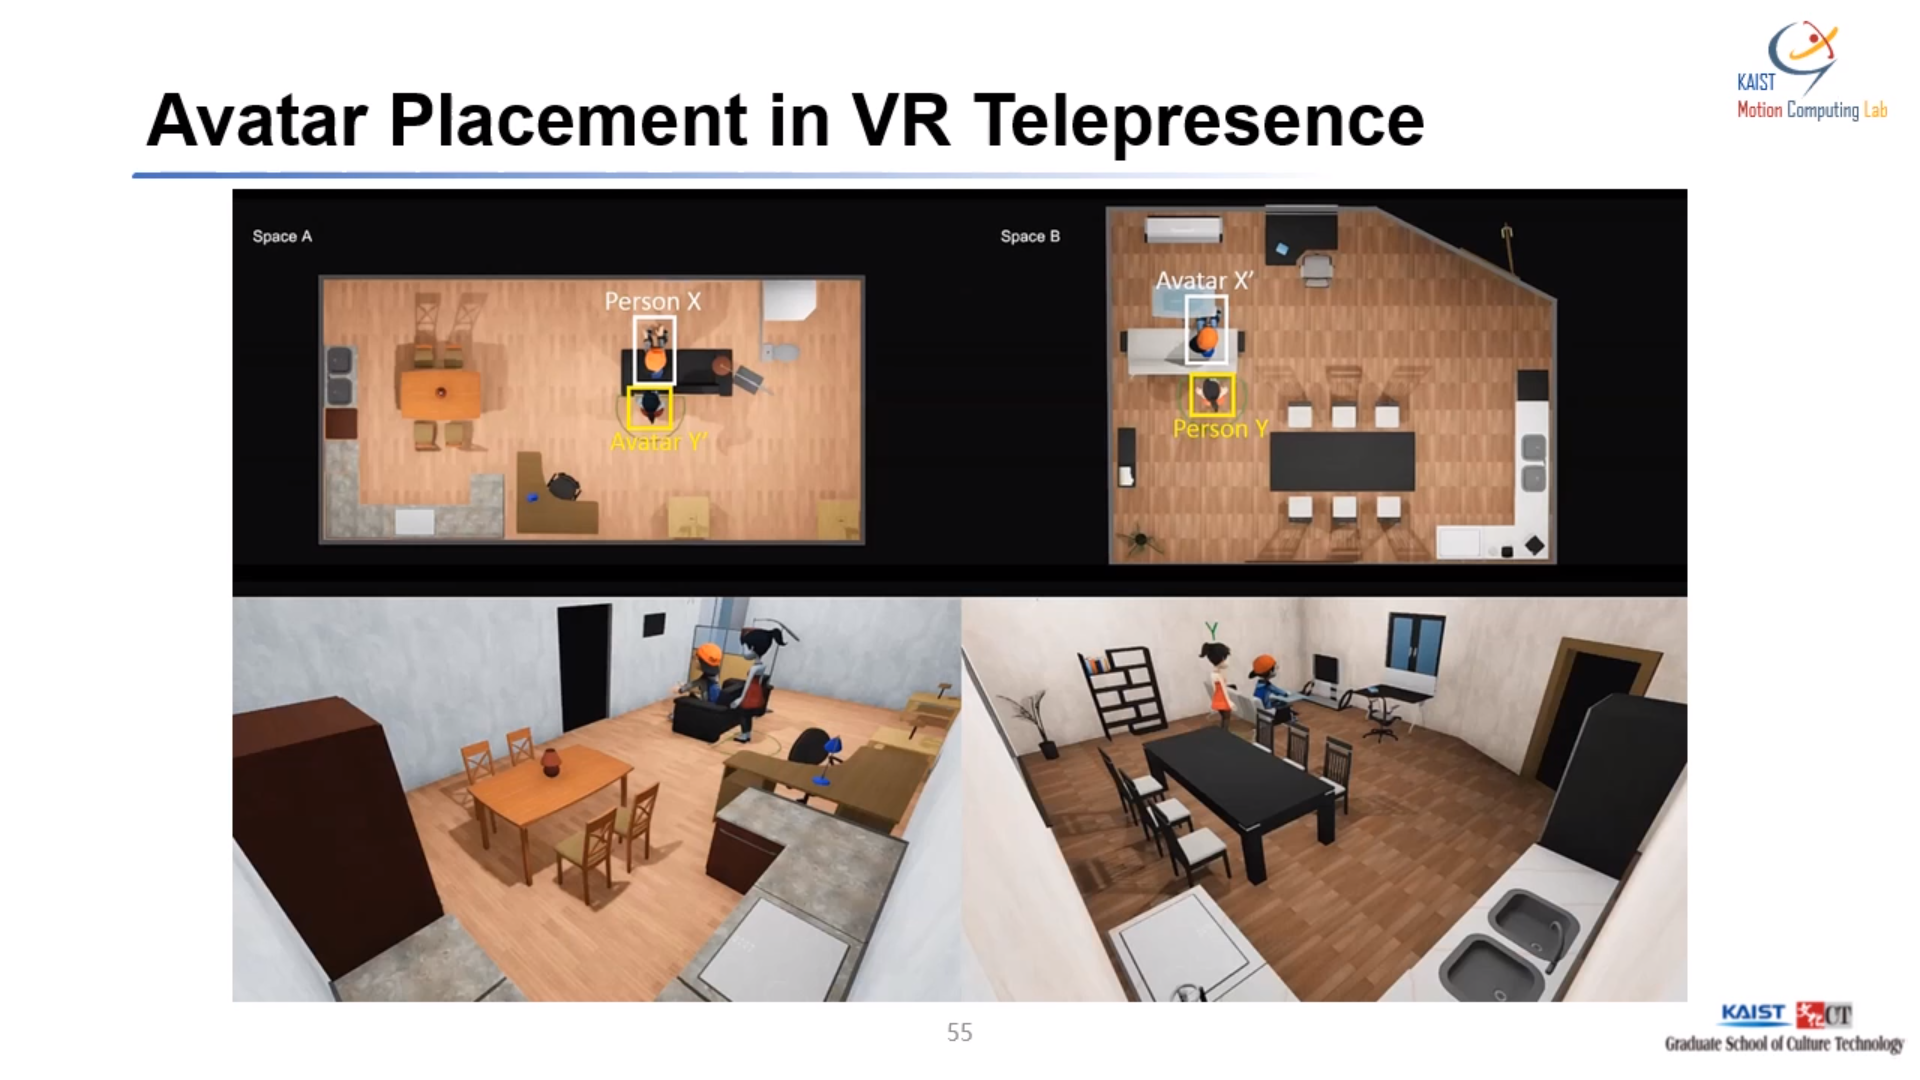 KAIST
Motion Computing Lab
Avatar Placement in VR Telepresence
Space A
Space B
Person X
Avatar Y'
Avatar X’
Person Y
Y
55
KAIST
CT
Graduate School of Culture Technology